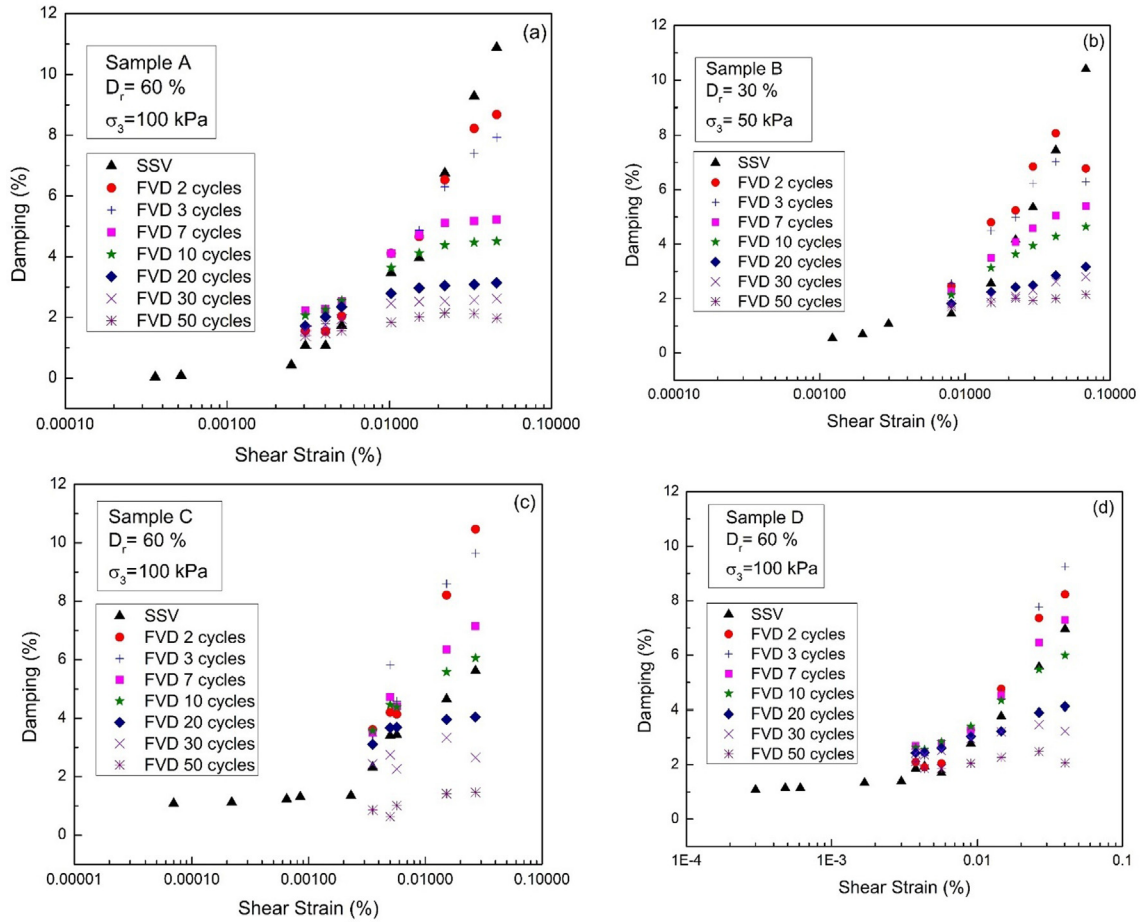 (a)
Sample A
Dr= 60 %
σ3=100 kPa
SSV
FVD 2 cycles
FVD 3 cycles
FVD 7 cycles
FVD 10 cycles
FVD 20 cycles
FVD 30 cycles
FVD 50 cycles
Damping (%)
12
10
8
6
4
2
0
0.00010 0.00100 0.01000 0.10000
Shear Strain (%)
(b)
Sample B
Dr= 30 %
σ3= 50 kPa
SSV
FVD 2 cycles
FVD 3 cycles
FVD 7 cycles
FVD 10 cycles
FVD 20 cycles
FVD 30 cycles
FVD 50 cycles
Damping (%)
12
10
8
6
4
2
0
0.00010 0.00100 0.01000 0.10000
Shear Strain (%)
(c)
Sample C
Dr= 60 %
σ3=100 kPa
SSV
FVD 2 cycles
FVD 3 cycles
FVD 7 cycles
FVD 10 cycles
FVD 20 cycles
FVD 30 cycles
FVD 50 cycles
Damping (%)
12
10
8
6
4
2
0
0.00001 0.00010 0.00100 0.01000 0.10000
Shear Strain (%)
(d)
Sample D
Dr= 60 %
σ3=100 kPa
SSV
FVD 2 cycles
FVD 3 cycles
FVD 7 cycles
FVD 10 cycles
FVD 20 cycles
FVD 30 cycles
FVD 50 cycles
Damping (%)
12
10
8
6
4
2
0
1E-4 1E-3 0.01 0.1
Shear Strain (%)